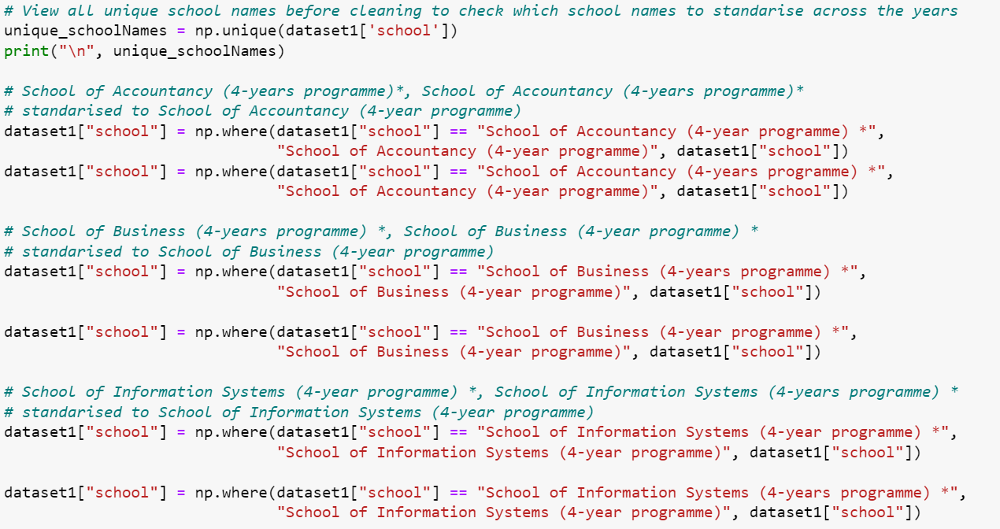 # View all unique school names before cleaning to check which school names to standarise across the years
unique_schoolNames = np.unique(dataset1['school'])
print("\n", unique_schoolNames)

# School of Accountancy (4-years programme)*, School of Accountancy (4-years programme)*
# standarised to School of Accountancy (4-year programme)
dataset1["school"] = np.where(dataset1["school"] == "School of Accountancy (4-year programme) *",
                              "School of Accountancy (4-year programme)", dataset1["school"])
dataset1["school"] = np.where(dataset1["school"] == "School of Accountancy (4-years programme) *",
                              "School of Accountancy (4-year programme)", dataset1["school"])

# School of Business (4-years programme) *, School of Business (4-year programme) *
# standarised to School of Business (4-year programme)
dataset1["school"] = np.where(dataset1["school"] == "School of Business (4-years programme) *",
                              "School of Business (4-year programme)", dataset1["school"])

dataset1["school"] = np.where(dataset1["school"] == "School of Business (4-year programme) *",
                              "School of Business (4-year programme)", dataset1["school"])

# School of Information Systems (4-year programme) *, School of Information Systems (4-years programme) *
# standarised to School of Information Systems (4-year programme)
dataset1["school"] = np.where(dataset1["school"] == "School of Information Systems (4-year programme) *",
                              "School of Information Systems (4-year programme)", dataset1["school"])

dataset1["school"] = np.where(dataset1["school"] == "School of Information Systems (4-years programme) *",
                              "School of Information Systems (4-year programme)", dataset1["school"])